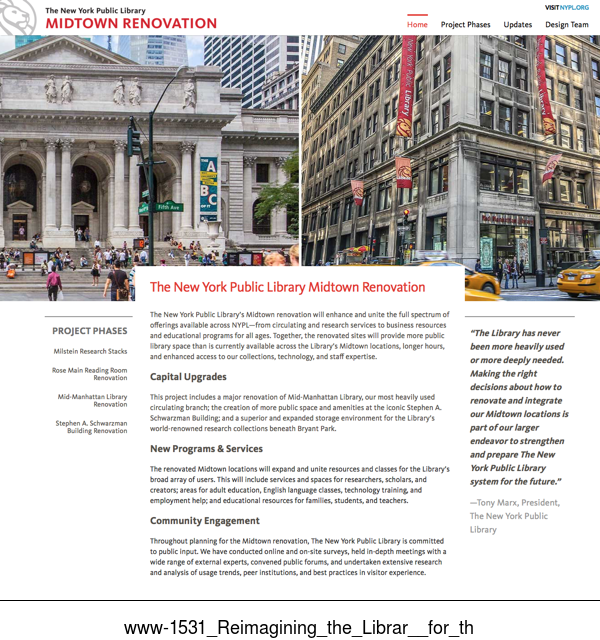 The New York Public Library
MIDTOWN RENOVATION
VISITNYPL.ORG
Home
Project Phases
Updates
Design Team
THE
A
B
C
OF IT
Fifth Ave
New York
Public
Library
The New York Public Library Midtown Renovation
The New York Public Library's Midtown renovation will enhance and unite the full spectrum of
offerings available across NYPL—from circulating and research services to business resources
and educational programs for all ages. Together, the renovated sites will provide more public
library space than is currently available across the Library's Midtown locations, longer hours,
and enhanced access to our collections, technology, and staff expertise.
Capital Upgrades
This project includes a major renovation of Mid-Manhattan Library, our most heavily used
circulating branch; the creation of more public space and amenities at the iconic Stephen A.
Schwarzman Building; and a superior and expanded storage environment for the Library's
world-renowned research collections beneath Bryant Park.
New Programs & Services
The renovated Midtown locations will expand and unite resources and classes for the Library's
broad array of users. This will include services and spaces for researchers, scholars, and
creators; areas for adult education, English language classes, technology training, and
employment help; and educational resources for families, students, and teachers.
Community Engagement
Throughout planning for the Midtown renovation, The New York Public Library is committed
to public input. We have conducted online and on-site surveys, held in-depth meetings with a
wide range of external experts, convened public forums, and undertaken extensive research
and analysis of usage trends, peer institutions, and best practices in visitor experience.
PROJECT PHASES
Milstein Research Stacks
Rose Main Reading Room
Renovation
Mid-Manhattan Library
Renovation
Stephen A. Schwarzman
Building Renovation
"The Library has never
been more heavily used
or more deeply needed.
Making the right
decisions about how to
renovate and integrate
our Midtown locations is
part of our larger
endeavor to strengthen
and prepare The New
York Public Library
system for the future."
—Tony Marx, President,
The New York Public
Library
www-1531_Reimagining_the_Librar__for_th